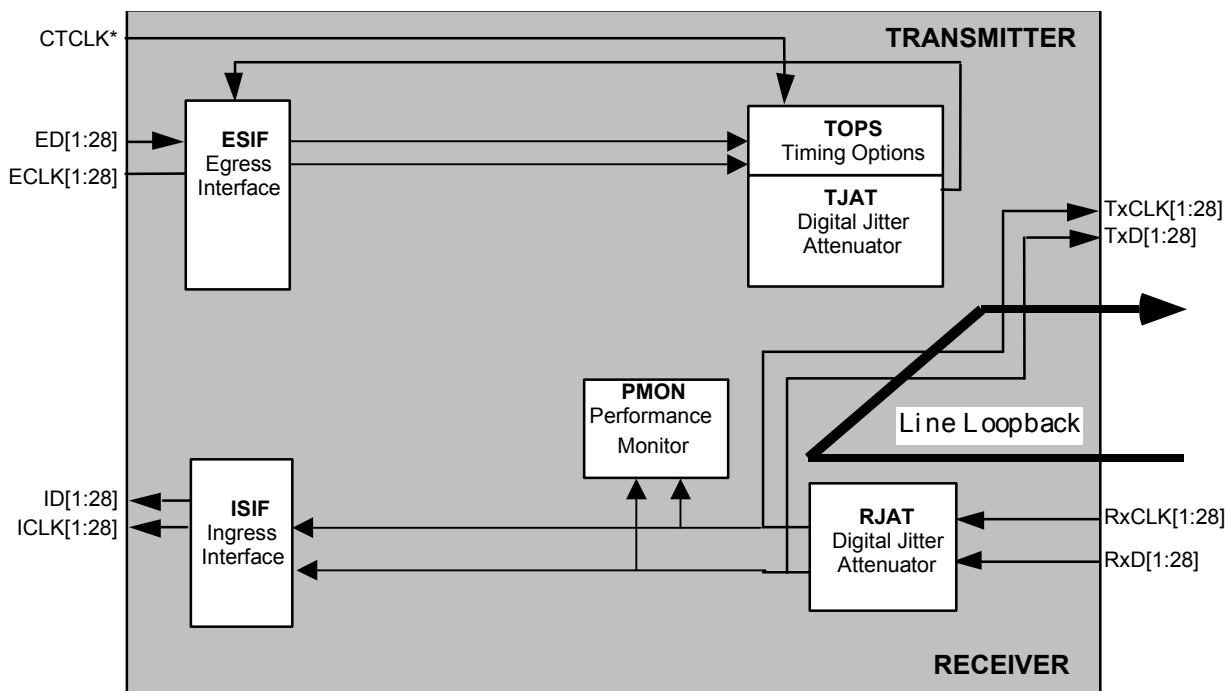 CTCLK*
TRANSMITTER
ED[1:28]
ECLK[1:28]
ESIF
Egress
Interface
TOPS
Timing Options
TJAT
Digital Jitter
Attenuator
TxCLK[1:28]
TxD[1:28]
PMON
Performance
Monitor
Line Loopback
ID[1:28]
ICLK[1:28]
ISIF
Ingress
Interface
RJAT
Digital Jitter
Attenuator
RxCLK[1:28]
RxD[1:28]
RECEIVER